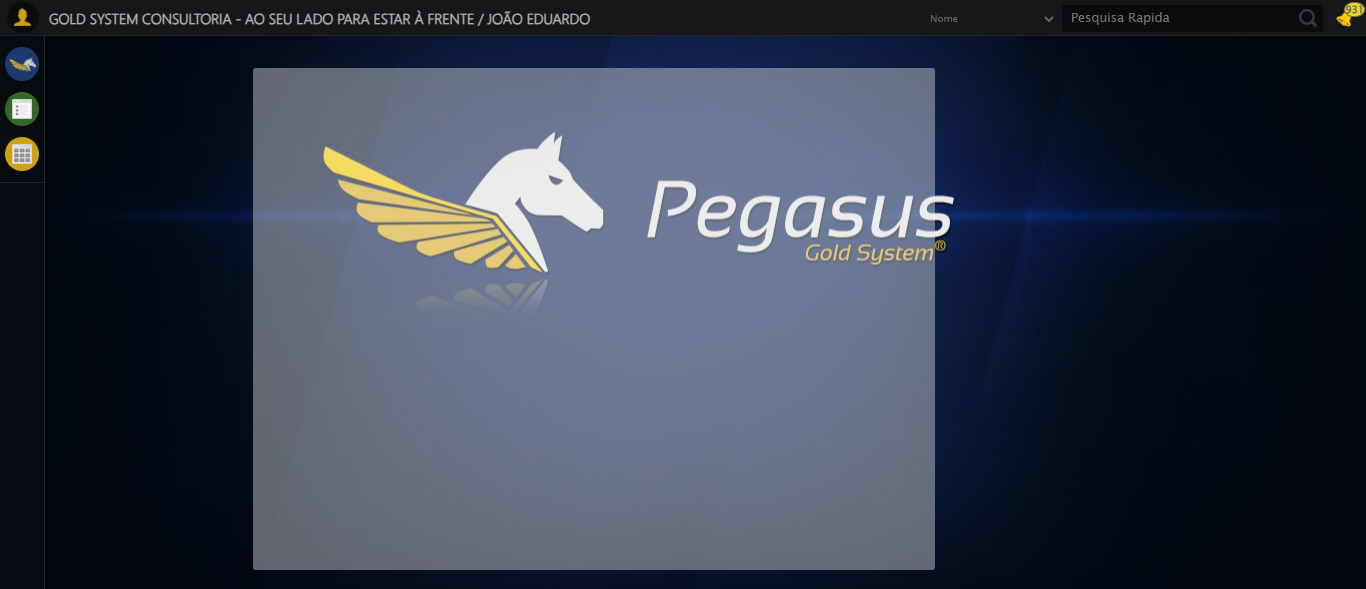 GOLD SYSTEM CONSULTORIA - AO SEU LADO PARA ESTAR À FRENTE / JOÃO EDUARDO
Nome
Pesquisa Rapida
931
Pegasus
Gold System®